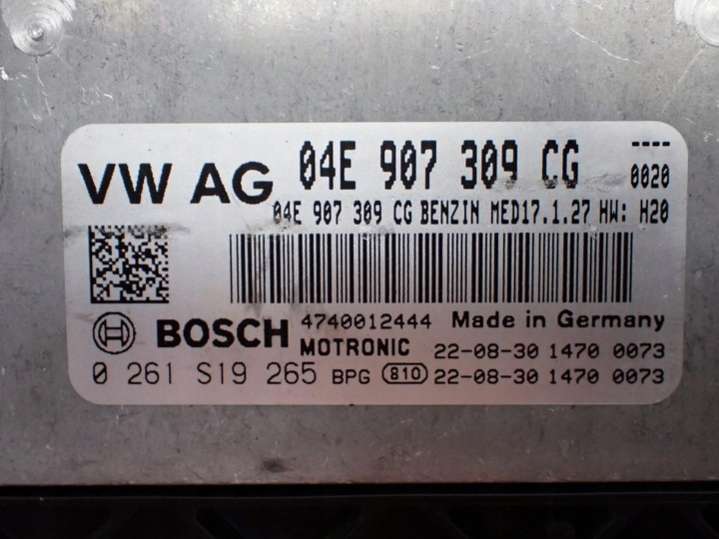 VW AG 04E 907 309 CG ----
0020
04E 907 309 CG BENZIN MED17.1.27 HW: H20
BOSCH 4740012444 Made in Germany
MOTRONIC 22-08-30 1470 0073
0 261 S19 265 BPG 810 22-08-30 1470 0073